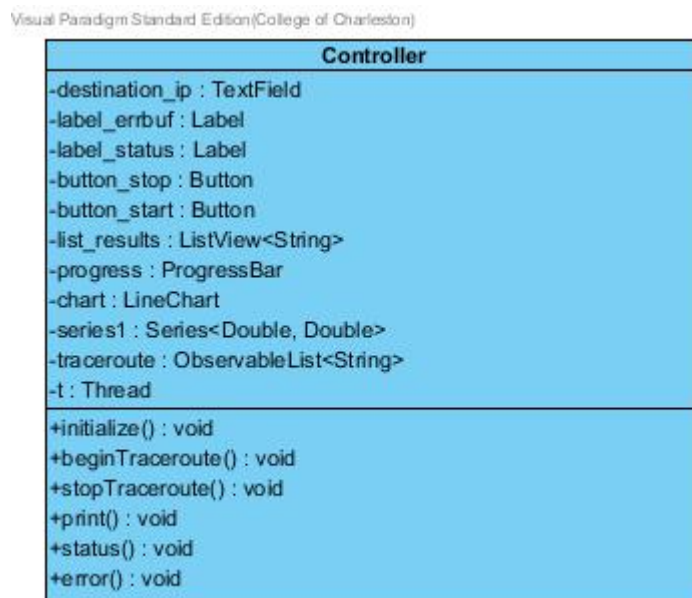 Visual Paradigm Standard Edition(College of Charleston)
Controller
-destination_ip : TextField
-label_errbuf : Label
-label_status : Label
-button_stop : Button
-button_start : Button
-list_results : ListView<String>
-progress : ProgressBar
-chart : LineChart
-series1 : Series<Double, Double>
-traceroute : ObservableList<String>
-t : Thread
+initialize() : void
+beginTraceroute() : void
+stopTraceroute() : void
+print() : void
+status() : void
+error() : void